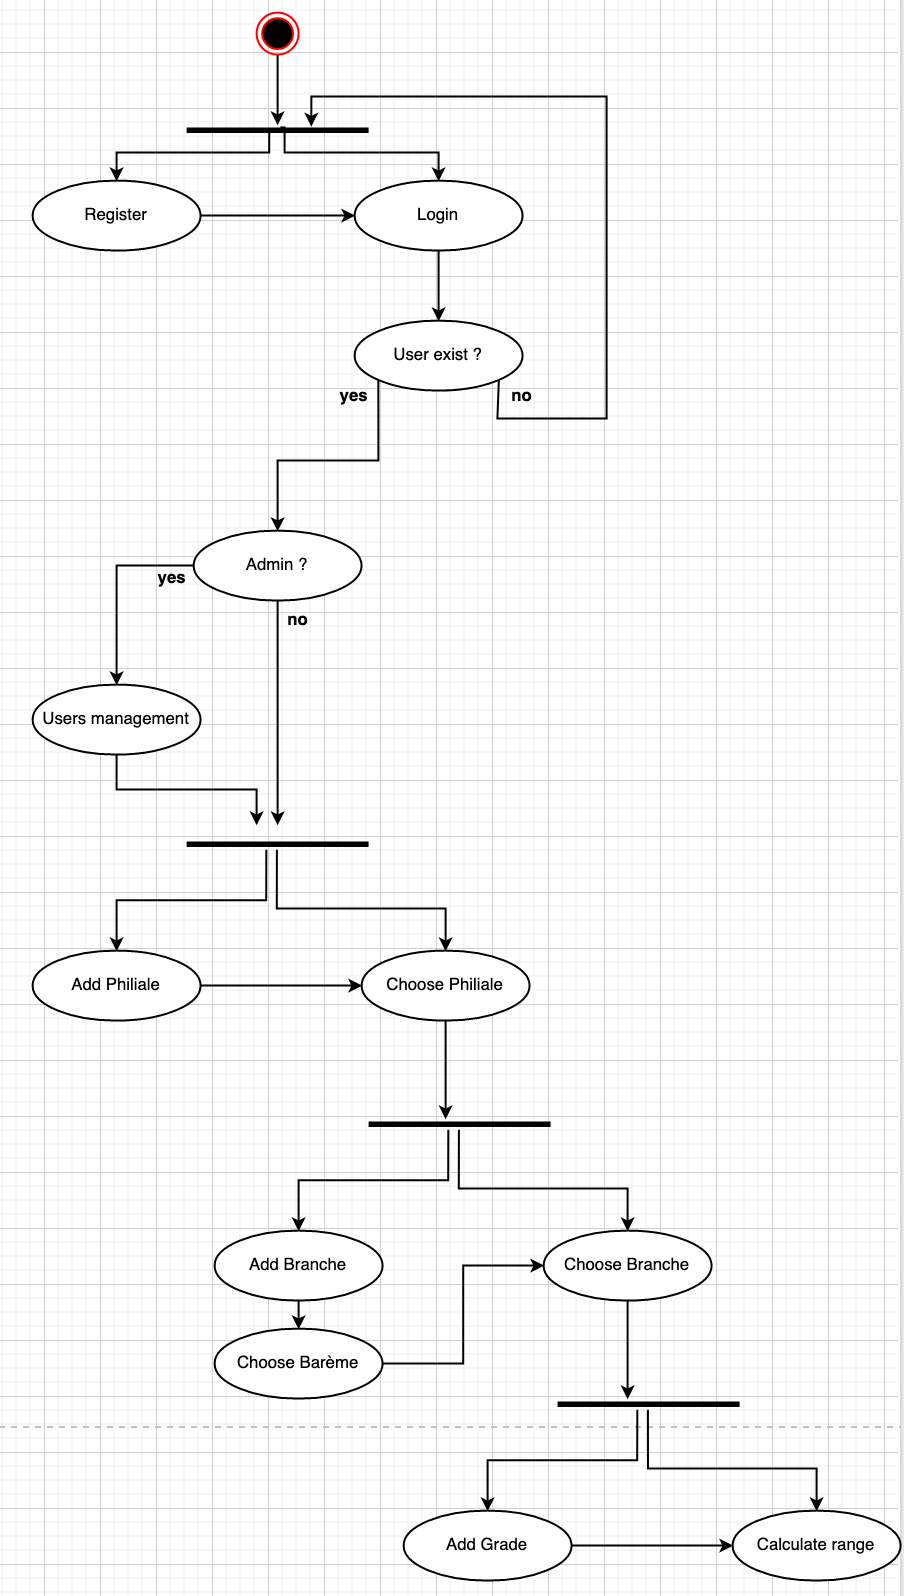 Register
Login
User exist ?
yes
no
Admin ?
yes
no
Users management
Add Philiale
Choose Philiale
Add Branche
Choose Branche
Choose Barème
Add Grade
Calculate range